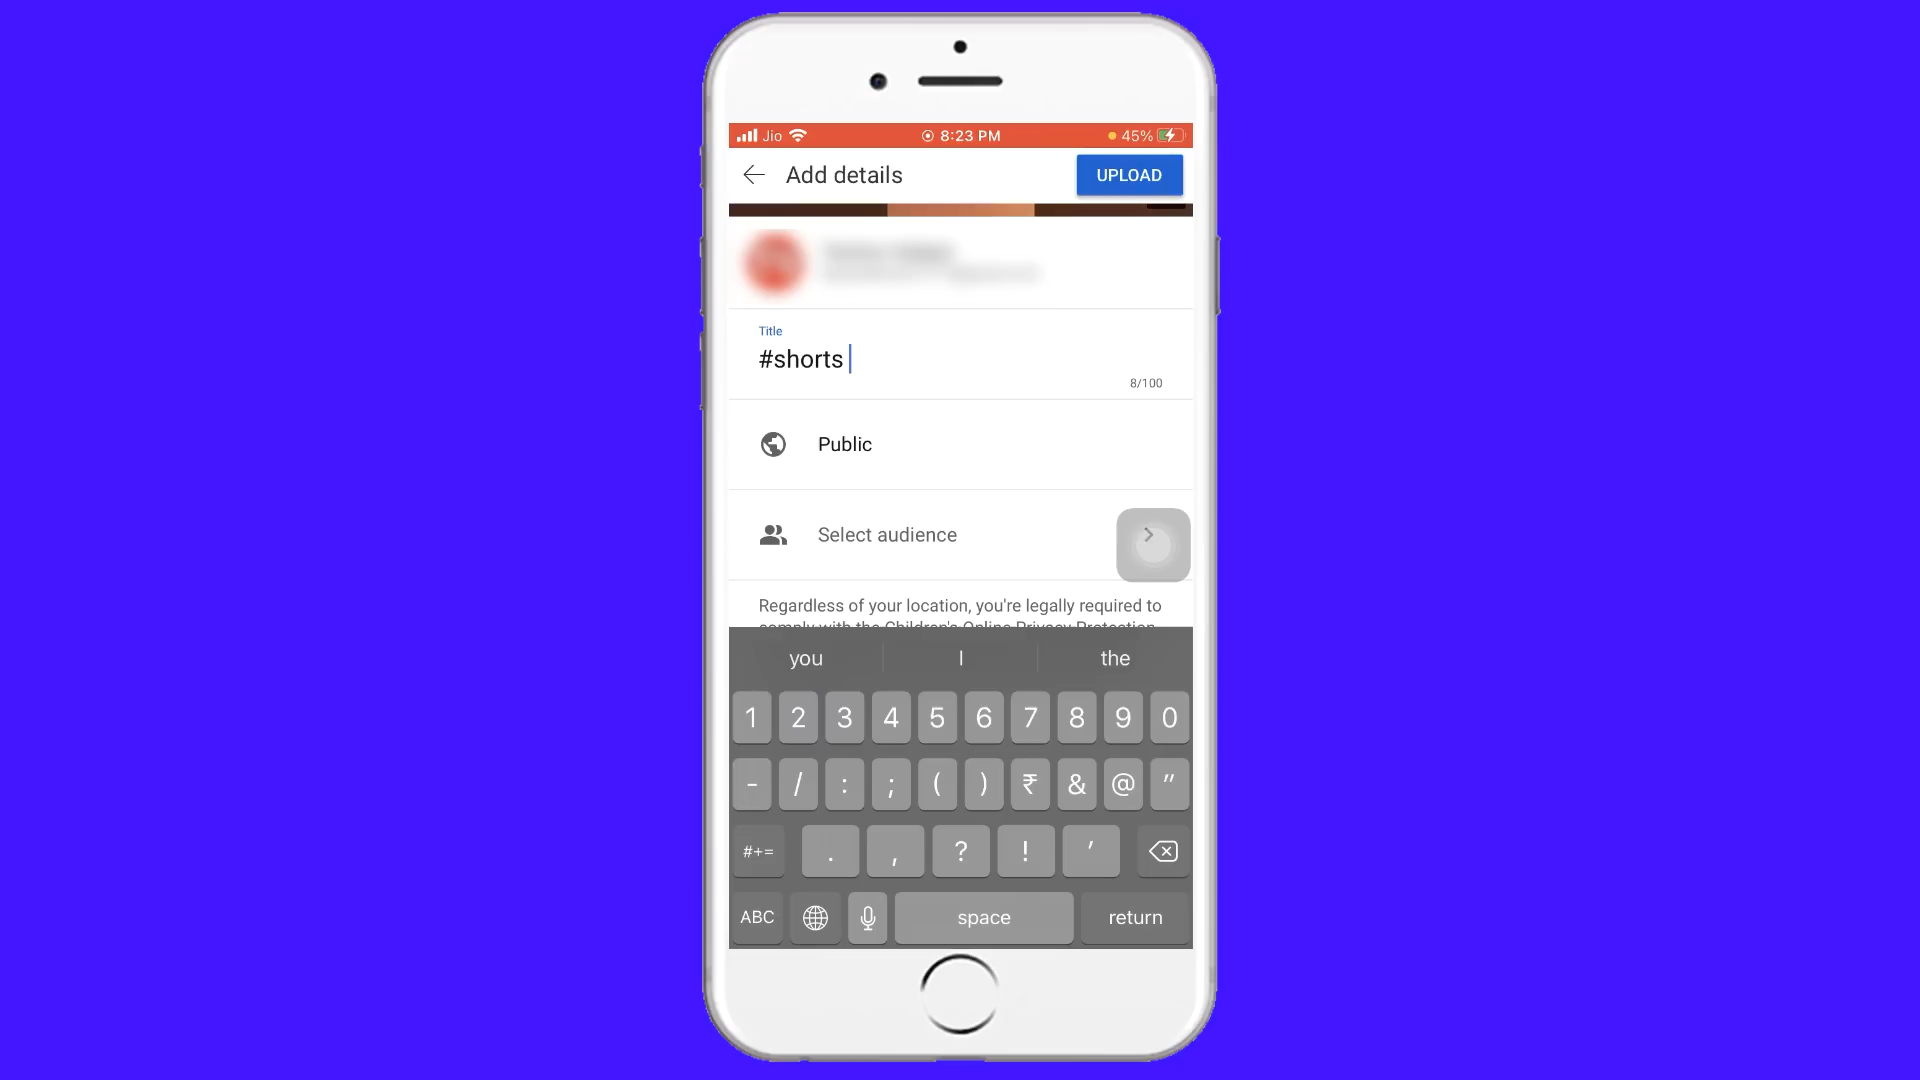 Jio 8:23 PM 45%
Add details UPLOAD
Title
#shorts
8/100
Public
Select audience
Regardless of your location, you're legally required to
comply with the Children's Online Privacy Protection
you I the
1 2 3 4 5 6 7 8 9 0
- / : ; ( ) ₹ & @ "
#+= . , ? ! '
ABC space return